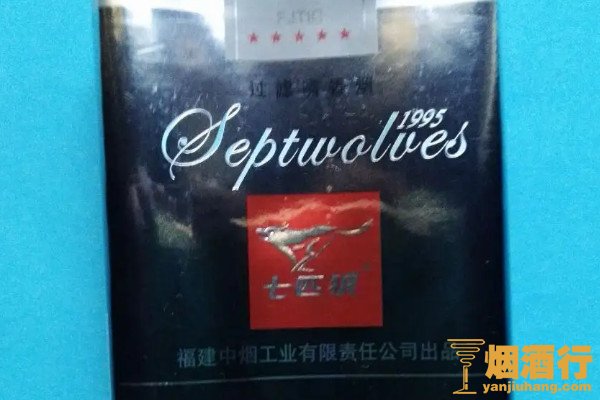 FJTIC
过滤嘴香烟
1995
Septwolves
七匹狼
福建中烟工业有限责任公司出品
烟酒行
yanjiuhang.com